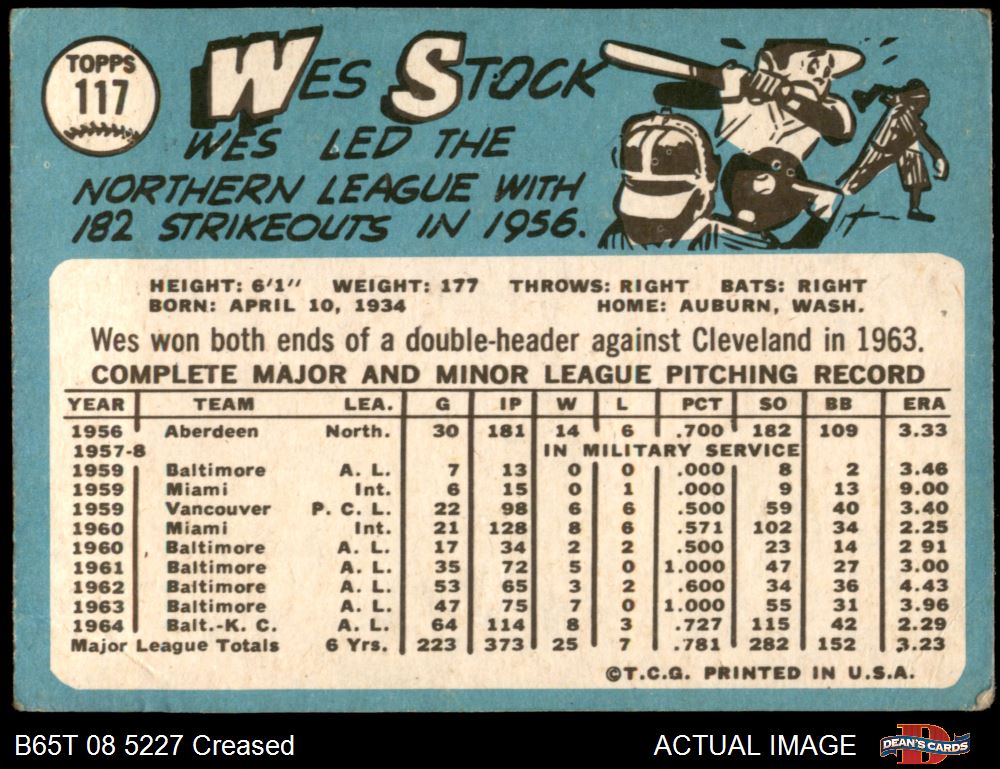 TOPPS
117
WES STOCK
WES LED THE
NORTHERN LEAGUE WITH
182 STRIKEOUTS IN 1956.
HEIGHT: 6'1" WEIGHT: 177 THROWS: RIGHT BATS: RIGHT
BORN: APRIL 10, 1934 HOME: AUBURN, WASH.
Wes won both ends of a double-header against Cleveland in 1963.
COMPLETE MAJOR AND MINOR LEAGUE PITCHING RECORD
YEAR TEAM LEA. G IP W L PCT SO BB ERA
1956 Aberdeen North. 30 181 14 6 .700 182 109 3.33
1957-8 IN MILITARY SERVICE
1959 Baltimore A. L. 7 13 0 0 .000 8 2 3.46
1959 Miami Int. 6 15 0 1 .000 9 13 9.00
1959 Vancouver P. C. L. 22 98 6 6 .500 59 40 3.40
1960 Miami Int. 21 128 8 6 .571 102 34 2.25
1960 Baltimore A. L. 17 34 2 2 .500 23 14 2 91
1961 Baltimore A. L. 35 72 5 0 1.000 47 27 3.00
1962 Baltimore A. L. 53 65 3 2 .600 34 36 4.43
1963 Baltimore A. L. 47 75 7 0 1.000 55 31 3.96
1964 Balt.-K. C. A. L. 64 114 8 3 .727 115 42 2.29
Major League Totals 6 Yrs. 223 373 25 7 .781 282 152 3.23
©T.C.G. PRINTED IN U.S.A.
B65T 08 5227 Creased ACTUAL IMAGE
DEAN'S CARDS